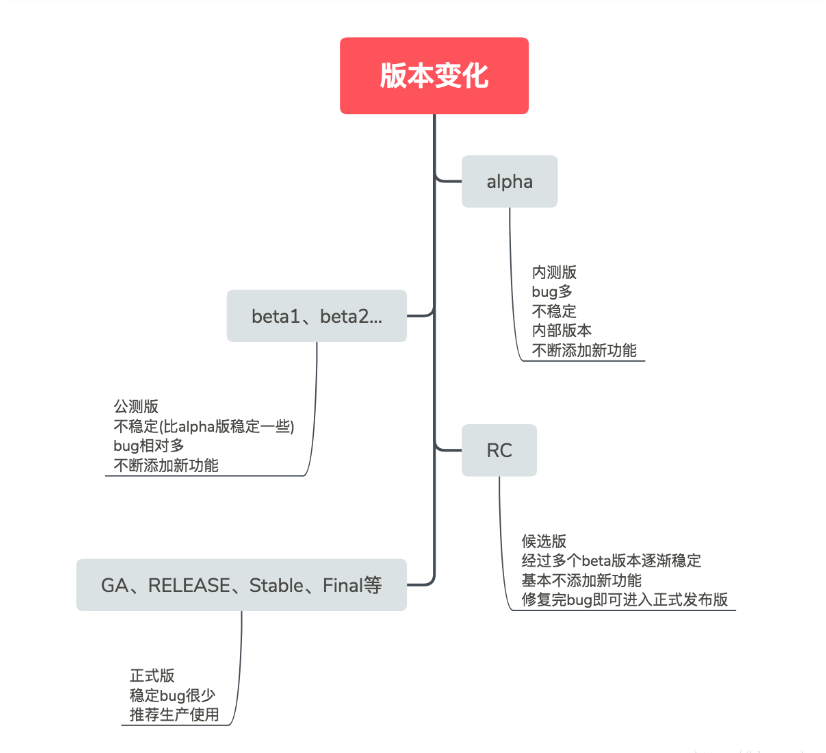 版本变化
alpha
内测版
bug多
不稳定
内部版本
不断添加新功能
beta1、beta2...
公测版
不稳定(比alpha版稳定一些)
bug相对多
不断添加新功能
RC
候选版
经过多个beta版本逐渐稳定
基本不添加新功能
修复完bug即可进入正式发布版
GA、RELEASE、Stable、Final等
正式版
稳定bug很少
推荐生产使用